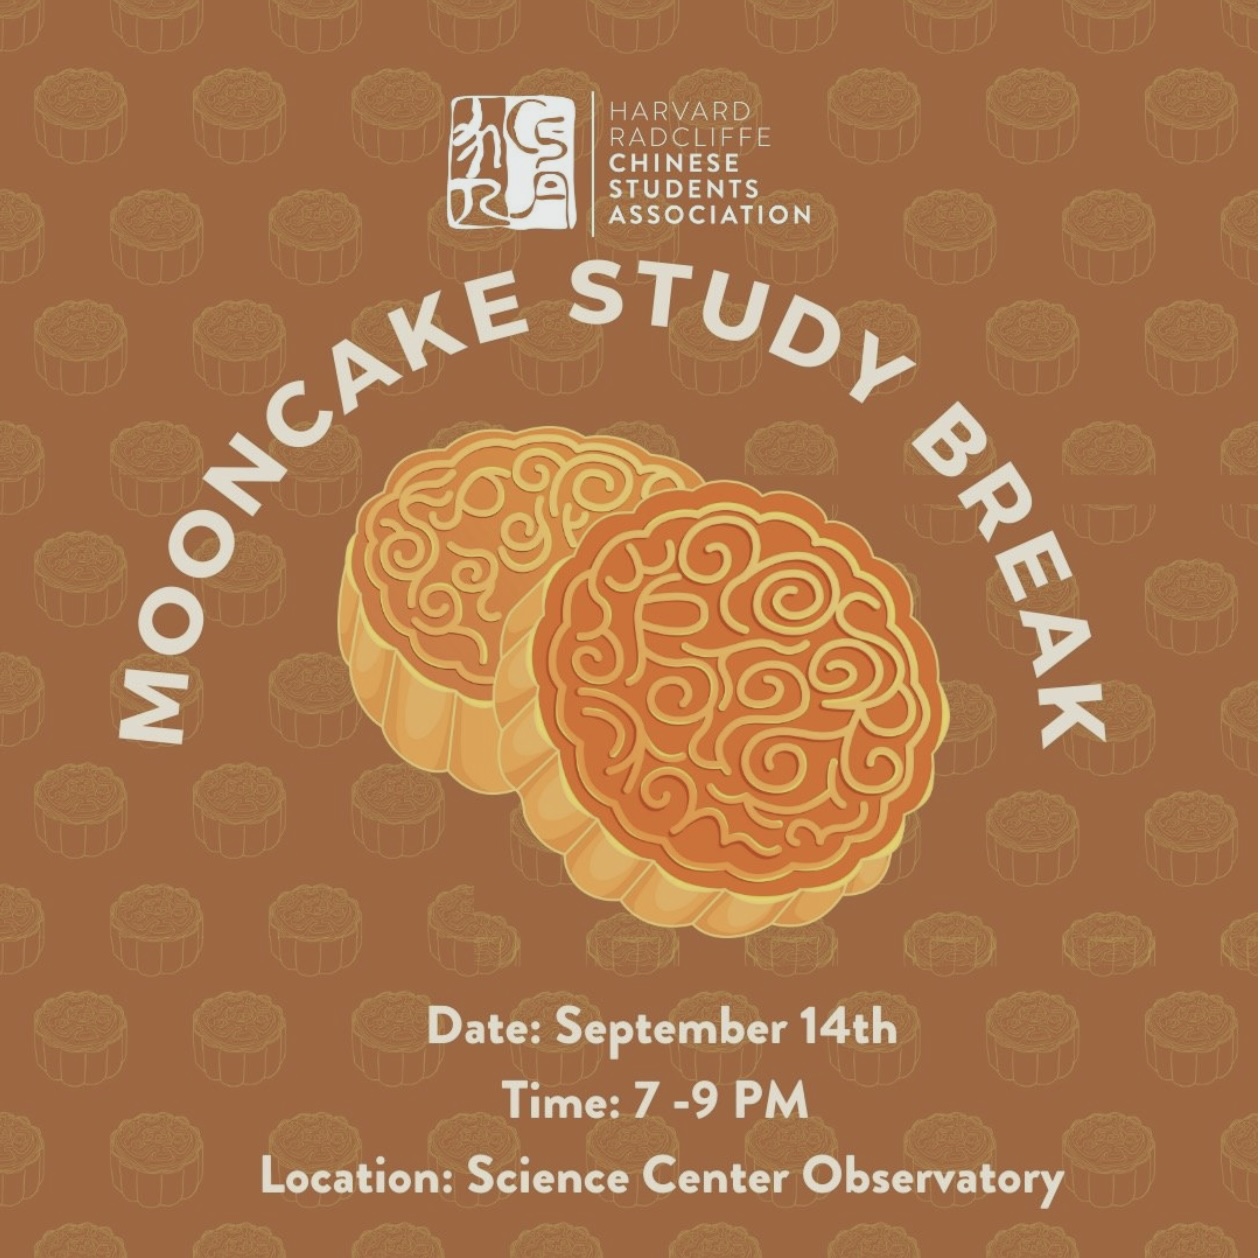 HARVARD
RADCLIFFE
CHINESE
STUDENTS
ASSOCIATION
MOONCAKE STUDY BREAK
Date: September 14th
Time: 7 -9 PM
Location: Science Center Observatory